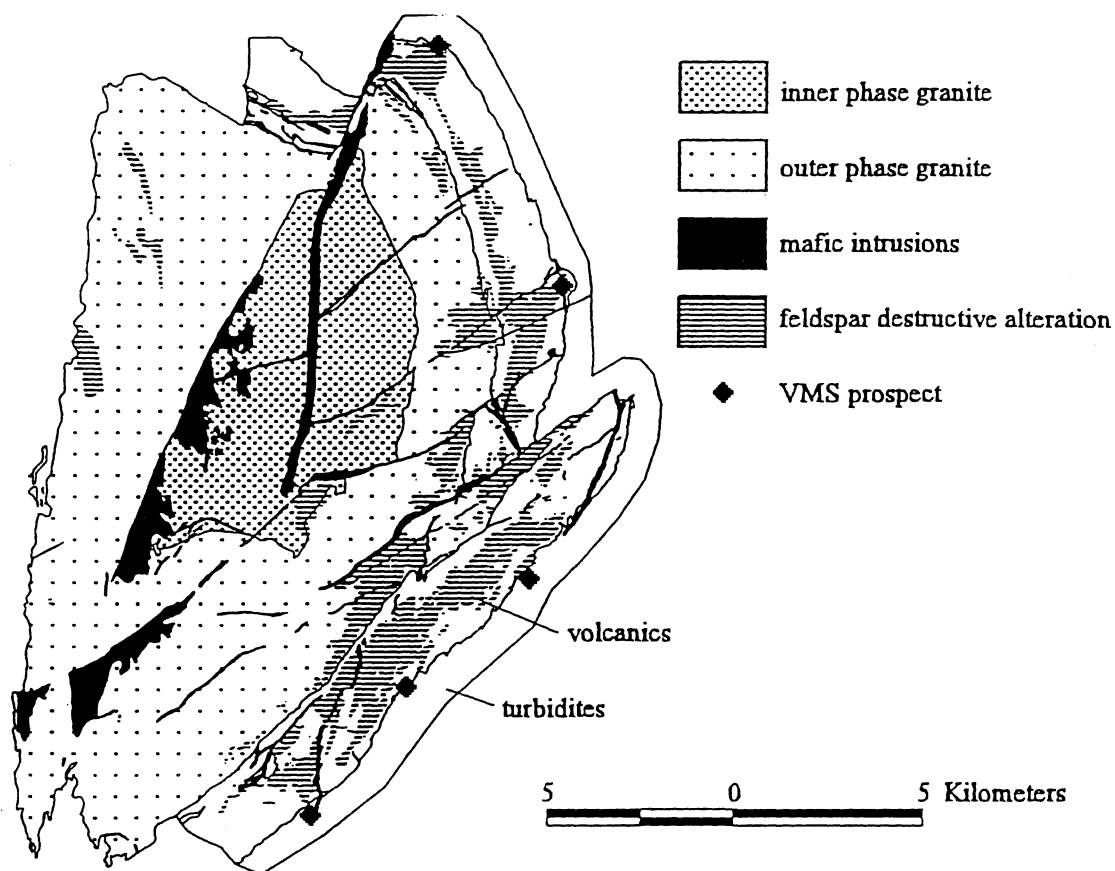 inner phase granite
outer phase granite
mafic intrusions
feldspar destructive alteration
VMS prospect
volcanics
turbidites
5 0 5 Kilometers